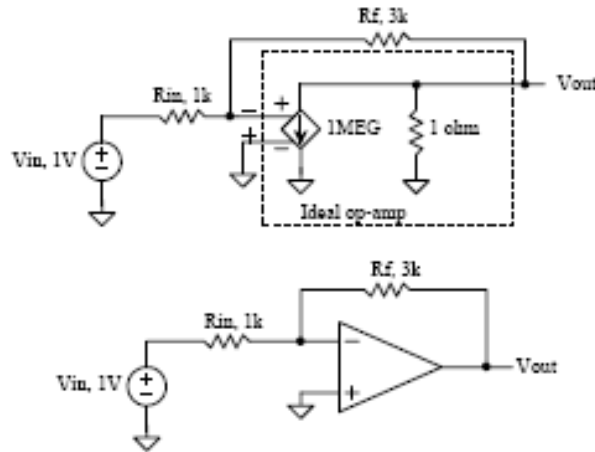 Rf, 3k
Vout
Rin, 1k
− +
+ −
1MEG
1 ohm
Vin, 1V
+
−
Ideal op-amp
Rf, 3k
Rin, 1k
−
+
Vout
Vin, 1V
+
−